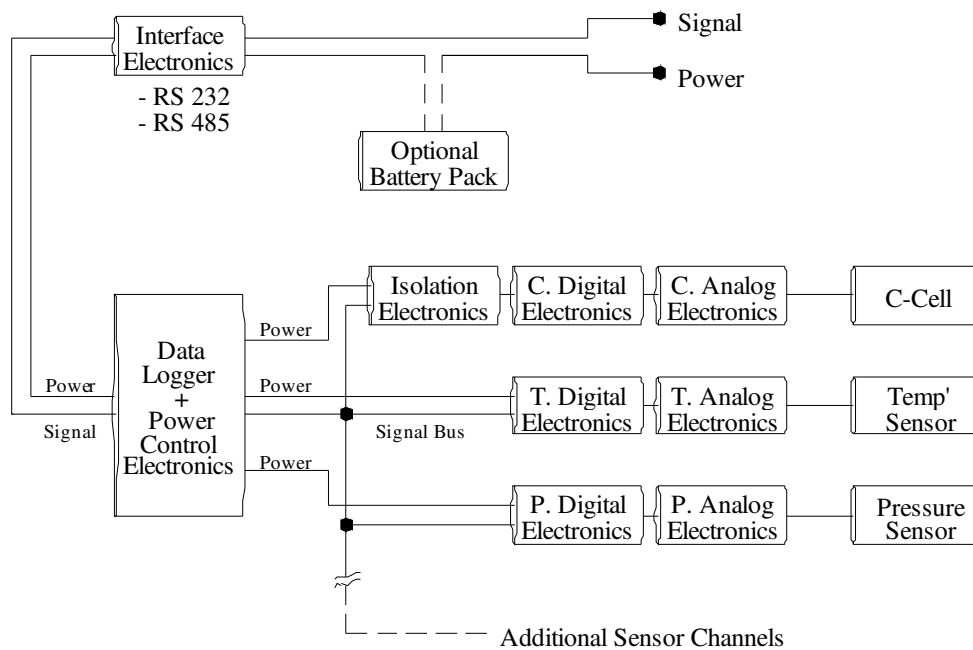 Interface
Electronics
- RS 232
- RS 485
Signal
Power
Optional
Battery Pack
Isolation
Electronics
C. Digital
Electronics
C. Analog
Electronics
C-Cell
Data
Logger
+
Power
Control
Electronics
Power
Power
Power
Signal
Signal Bus
T. Digital
Electronics
T. Analog
Electronics
Temp'
Sensor
Power
P. Digital
Electronics
P. Analog
Electronics
Pressure
Sensor
Additional Sensor Channels